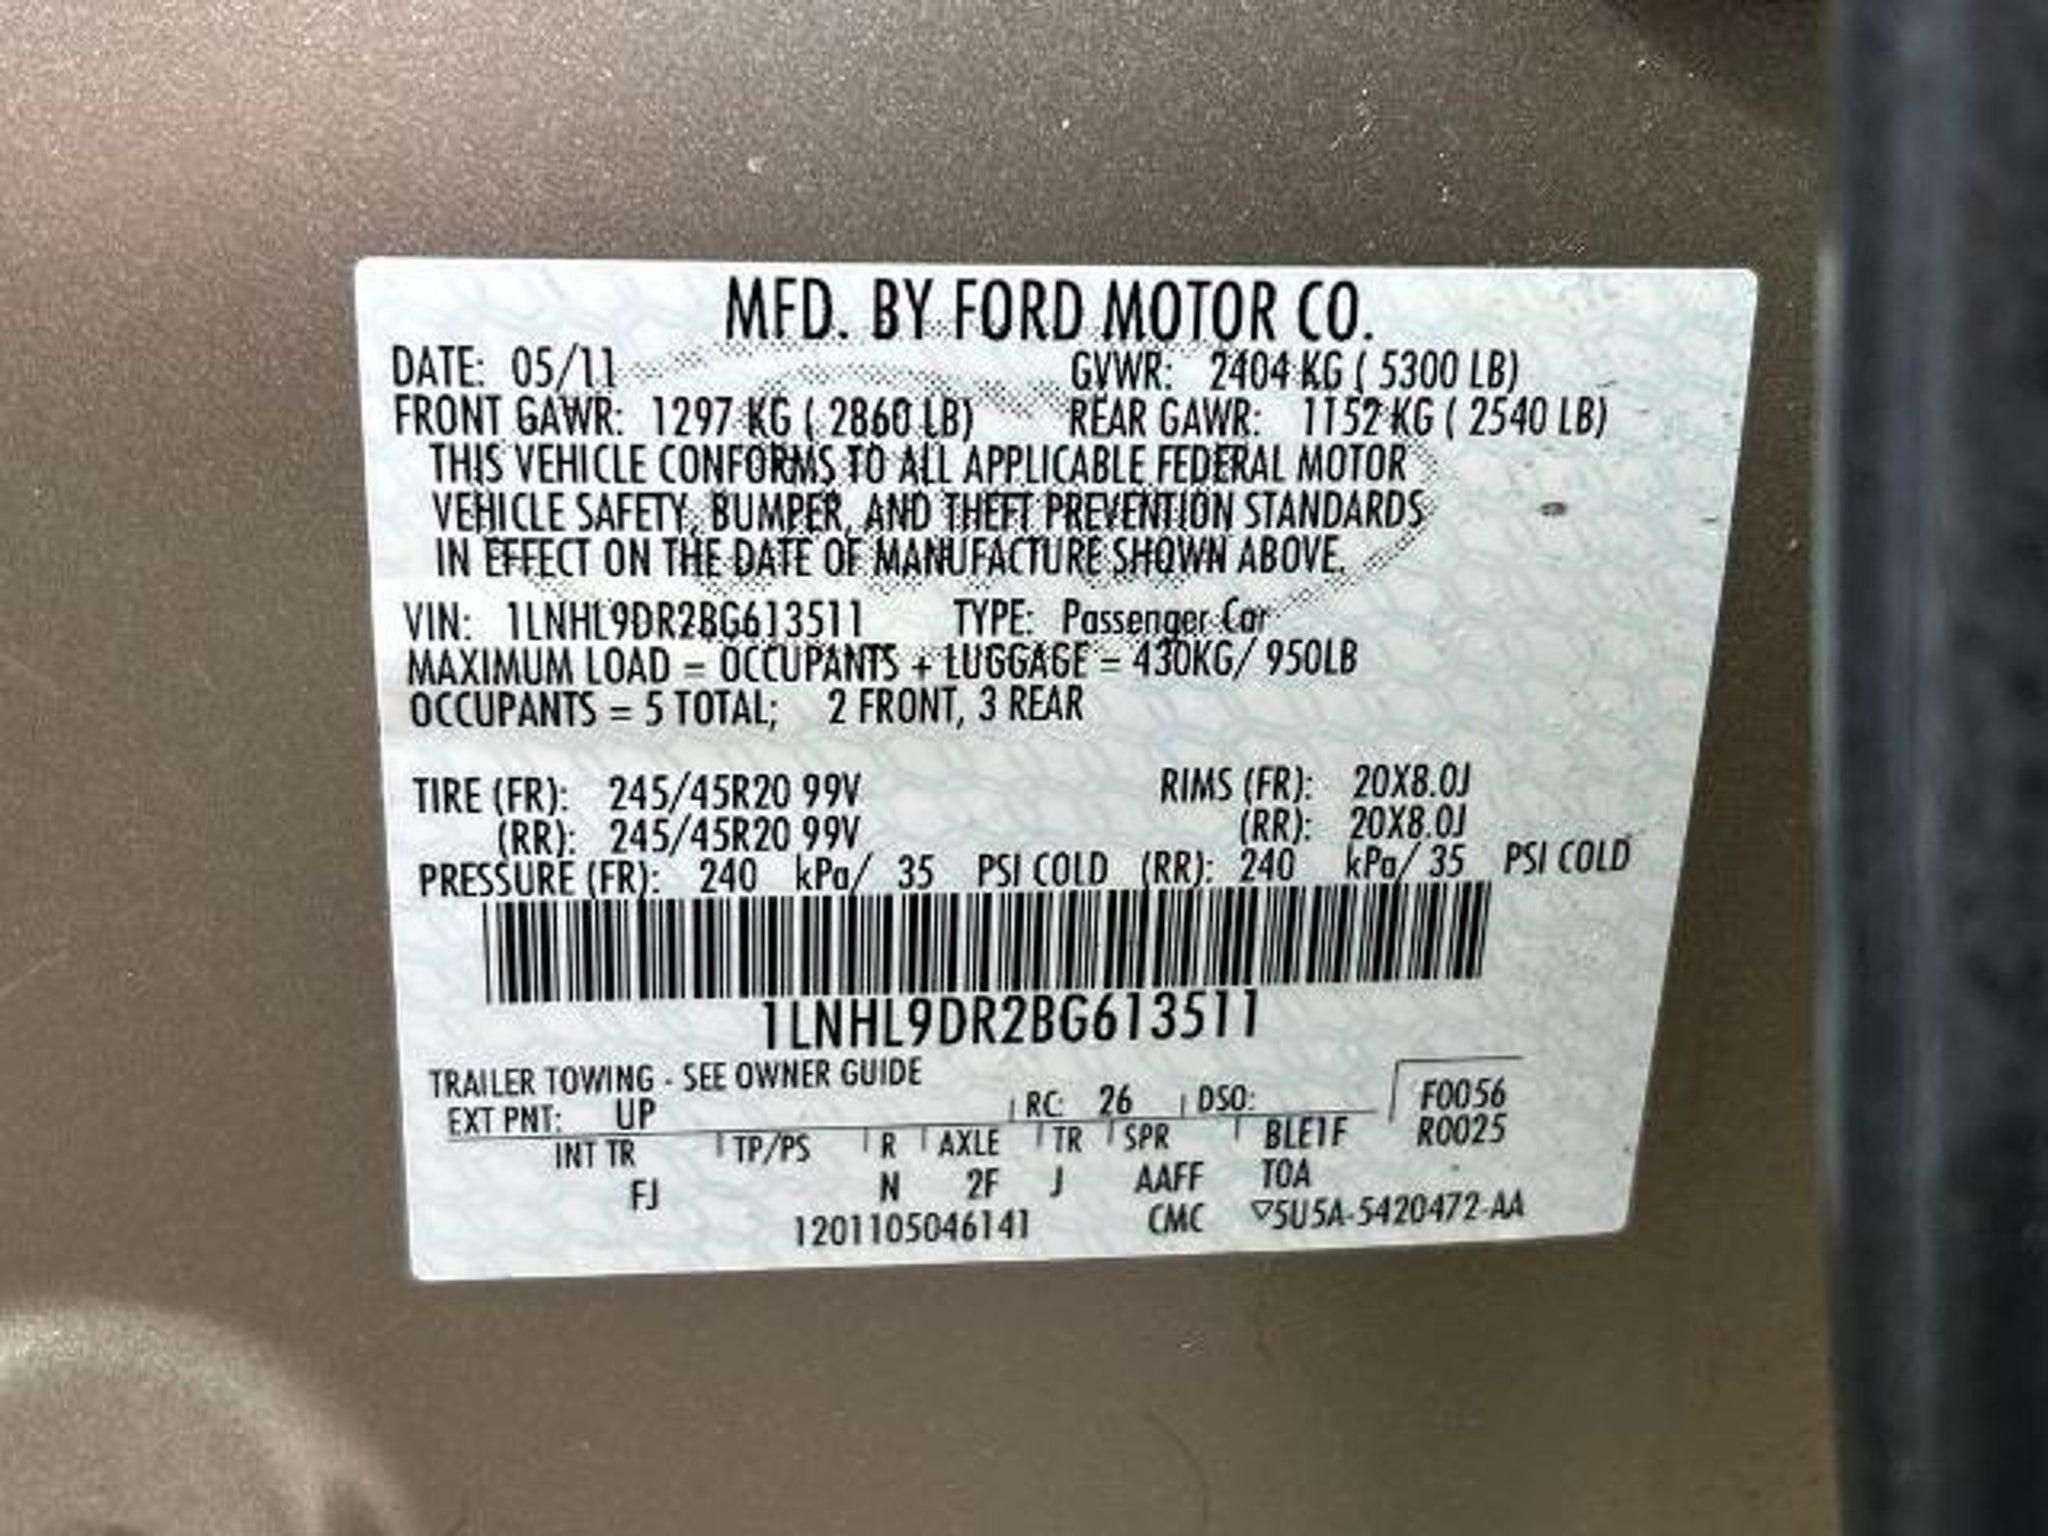 MFD. BY FORD MOTOR CO.
DATE: 05/11 GVWR: 2404 KG ( 5300 LB)
FRONT GAWR: 1297 KG ( 2860 LB) REAR GAWR: 1152 KG ( 2540 LB)
THIS VEHICLE CONFORMS TO ALL APPLICABLE FEDERAL MOTOR
VEHICLE SAFETY, BUMPER, AND THEFT PREVENTION STANDARDS
IN EFFECT ON THE DATE OF MANUFACTURE SHOWN ABOVE.
VIN: 1LNHL9DR2BG613511 TYPE: Passenger Car
MAXIMUM LOAD = OCCUPANTS + LUGGAGE = 430KG/ 950LB
OCCUPANTS = 5 TOTAL; 2 FRONT, 3 REAR
TIRE (FR): 245/45R20 99V RIMS (FR): 20X8.0J
(RR): 245/45R20 99V (RR): 20X8.0J
PRESSURE (FR): 240 kPa/ 35 PSI COLD (RR): 240 kPa/ 35 PSI COLD
1LNHL9DR2BG613511
TRAILER TOWING - SEE OWNER GUIDE
EXT PNT: UP RC: 26 DSO: F0056
INT TR TP/PS R AXLE TR SPR BLE1F R0025
FJ N 2F J AAFF TOA
1201105046141 CMC ▽5U5A-5420472-AA